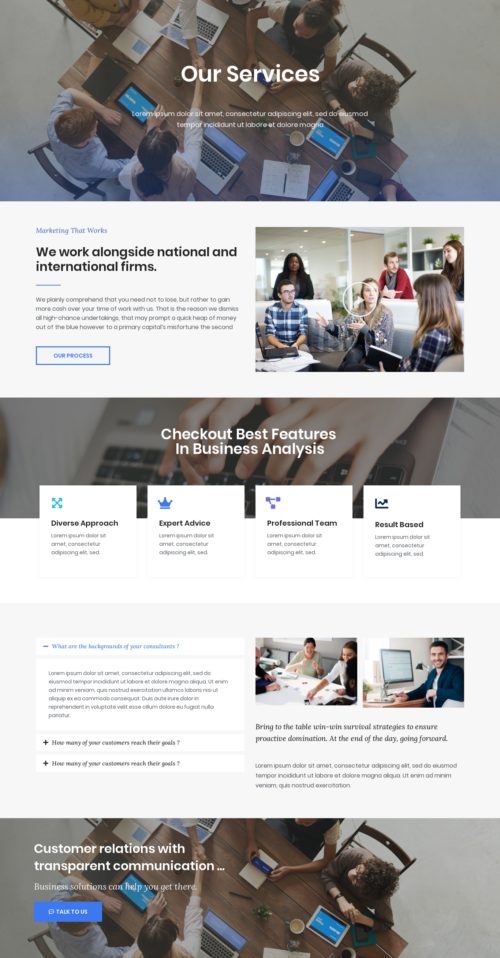 Our Services
Lorem ipsum dolor sit amet, consectetur adipiscing elit, sed do eiusmod
tempor incididunt ut labore et dolore magna.
Marketing That Works
We work alongside national and
international firms.
We plainly comprehend that you need not to lose, but rather to gain
more cash over your time of work with us. That is the reason we dismiss
all high-chance undertakings, that may prompt a quick heap of money
out of the blue however to a primary capital's misfortune the second
OUR PROCESS
Checkout Best Features
In Business Analysis
Diverse Approach
Lorem ipsum dolor sit
amet, consectetur
adipiscing elit, sed.
Expert Advice
Lorem ipsum dolor sit
amet, consectetur
adipiscing elit, sed.
Professional Team
Lorem ipsum dolor sit
amet, consectetur
adipiscing elit, sed.
Result Based
Lorem ipsum dolor sit
amet, consectetur
adipiscing elit, sed.
What are the backgrounds of your consultants ?
Lorem ipsum dolor sit amet, consectetur adipiscing elit, sed do
eiusmod tempor incididunt ut labore et dolore magna aliqua. Ut enim
ad minim veniam, quis nostrud exercitation ullamco laboris nisi ut
aliquip ex ea commodo consequat. Duis aute irure dolor in
reprehenderit in voluptate velit esse cillum dolore eu fugiat nulla
pariatur.
How many of your customers reach their goals ?
How many of your customers reach their goals ?
Bring to the table win-win survival strategies to ensure
proactive domination. At the end of the day, going forward.
Lorem ipsum dolor sit amet, consectetur adipiscing elit, sed do eiusmod
tempor incididunt ut labore et dolore magna aliqua. Ut enim ad minim
veniam, quis nostrud exercitation.
Customer relations with
transparent communication ...
Business solutions can help you get there.
TALK TO US